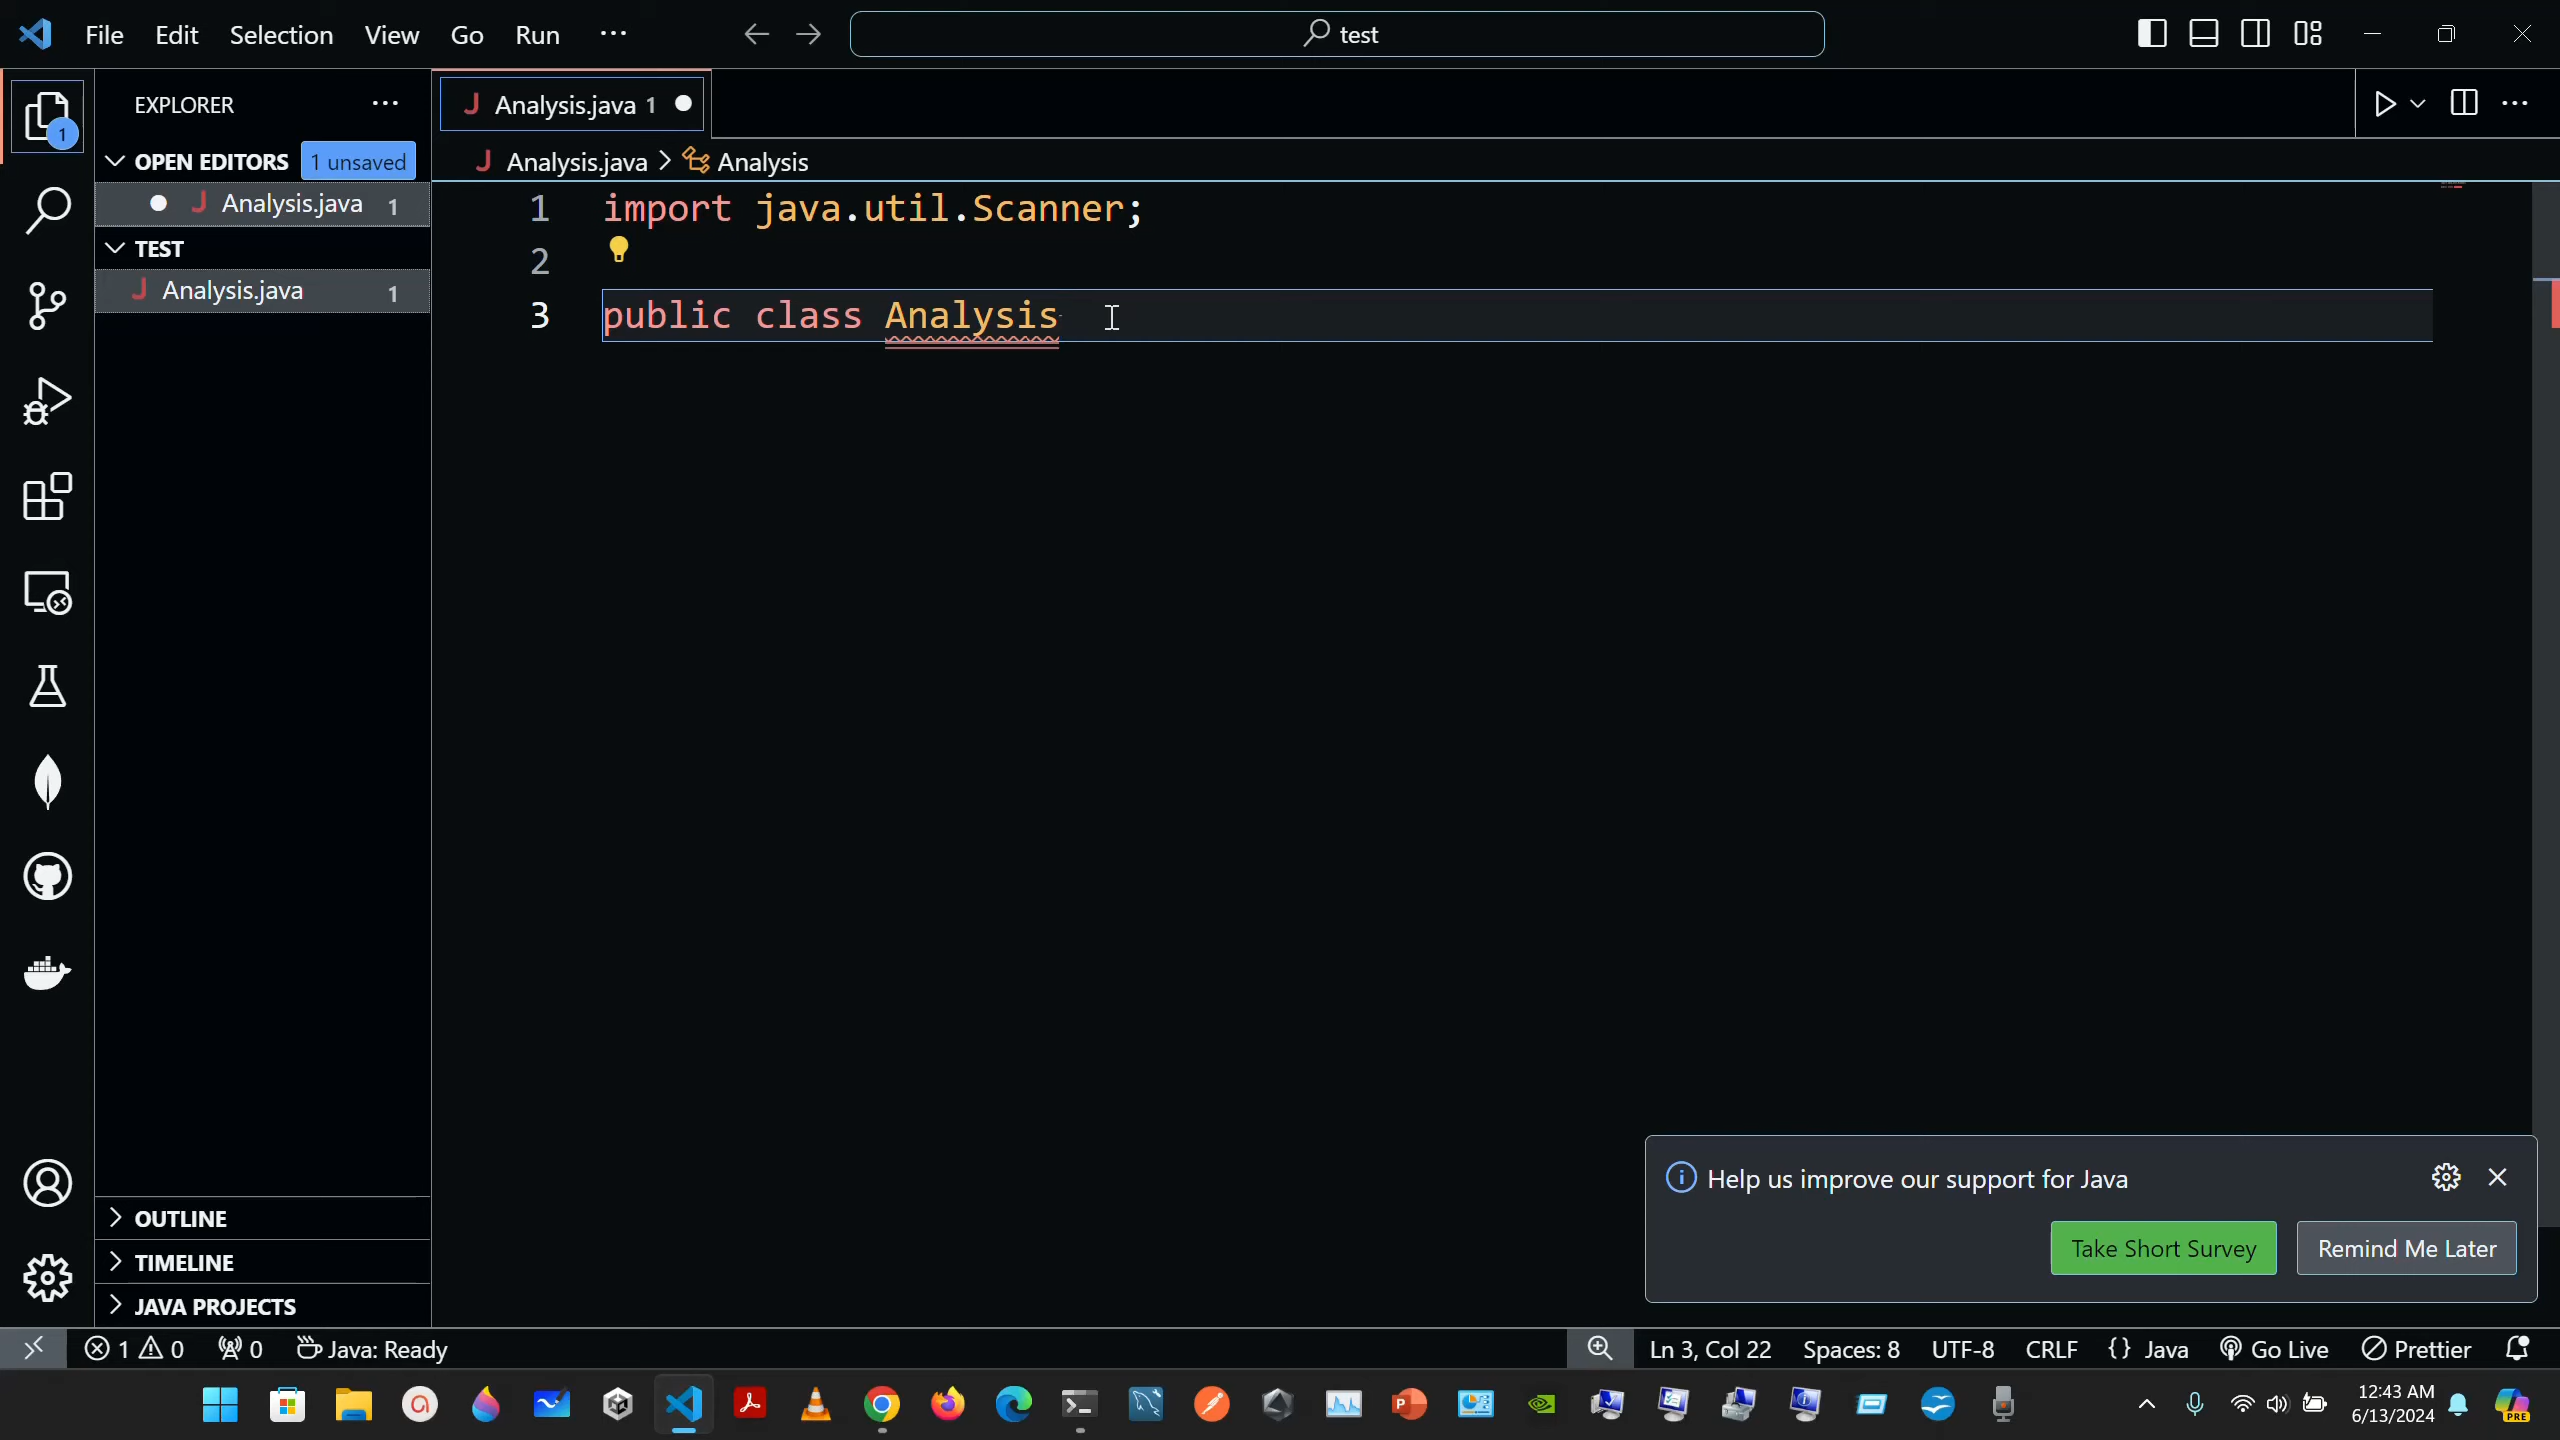 File Edit Selection View Go Run ··· test
EXPLORER ···
Analysis.java 1
OPEN EDITORS 1 unsaved
Analysis.java > Analysis
Analysis.java 1
TEST
Analysis.java 1
1
1 import java.util.Scanner;
2
3 public class Analysis
Help us improve our support for Java
Take Short Survey Remind Me Later
OUTLINE
TIMELINE
JAVA PROJECTS
1 0 0 Java: Ready Ln 3, Col 22 Spaces: 8 UTF-8 CRLF {} Java Go Live Prettier
12:43 AM
6/13/2024
PRE